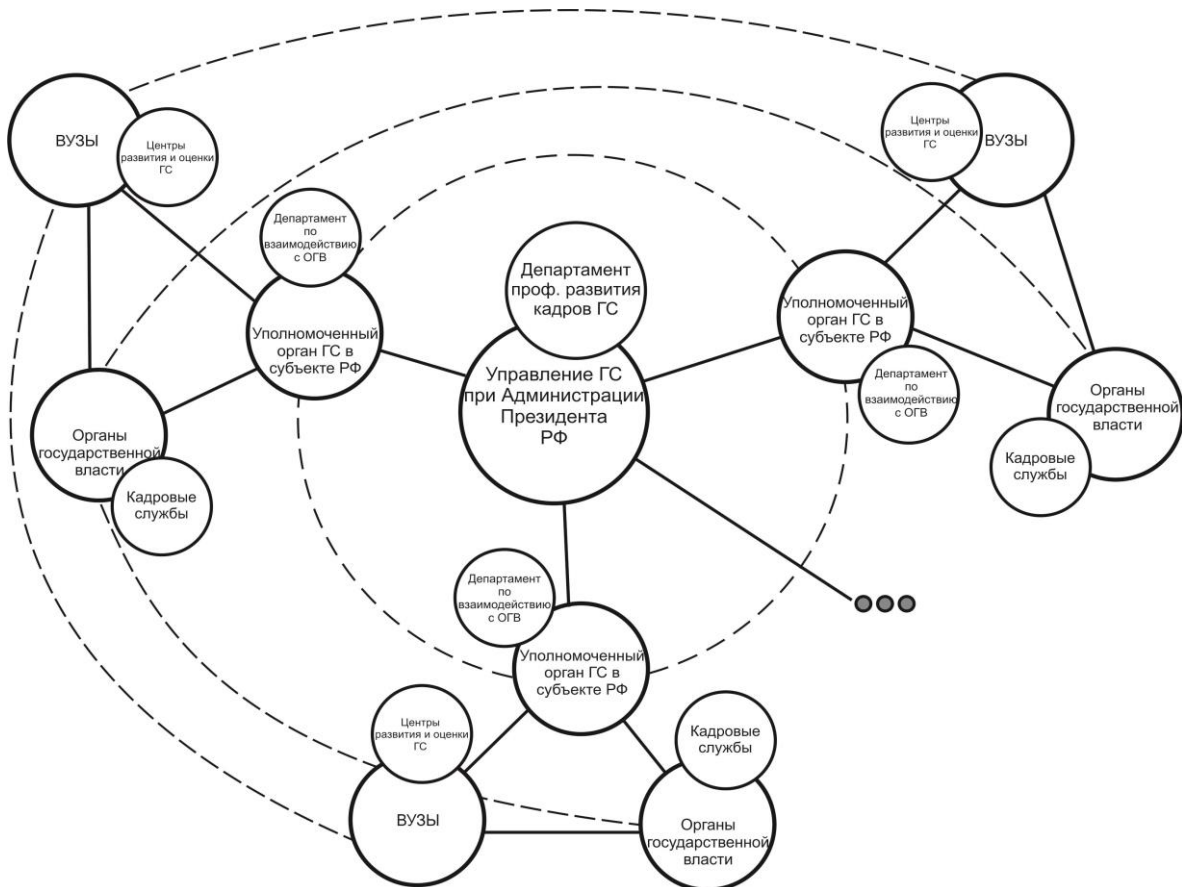 ВУЗЫ
Центры
развития и оценки
ГС
Центры
развития и оценки
ГС
ВУЗЫ
Департамент
по
взаимодействию
с ОГВ
Уполномоченный
орган ГС в
субъекте РФ
Департамент
проф. развития
кадров ГС
Управление ГС
при Администрации
Президента
РФ
Уполномоченный
орган ГС в
субъекте РФ
Департамент
по
взаимодействию
с ОГВ
Органы
государственной
власти
Кадровые
службы
Органы
государственной
власти
Кадровые
службы
Департамент
по
взаимодействию
с ОГВ
Уполномоченный
орган ГС в
субъекте РФ
Центры
развития и оценки
ГС
ВУЗЫ
Кадровые
службы
Органы
государственной
власти